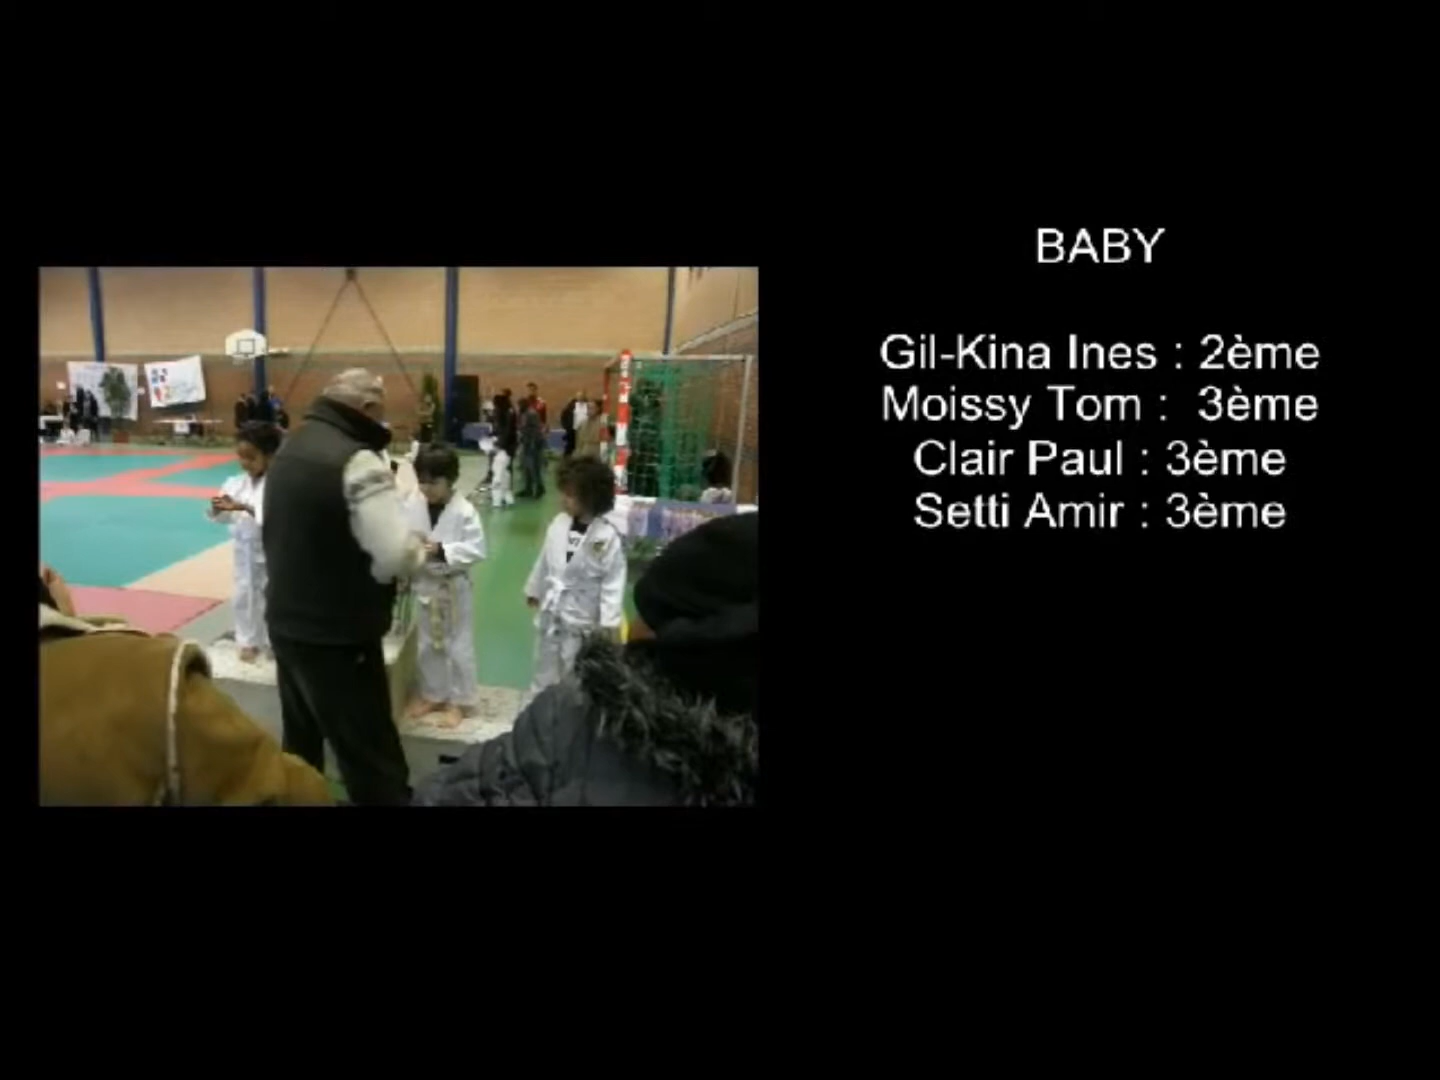 BABY
Gil-Kina Ines : 2ème
Moissy Tom : 3ème
Clair Paul : 3ème
Setti Amir : 3ème